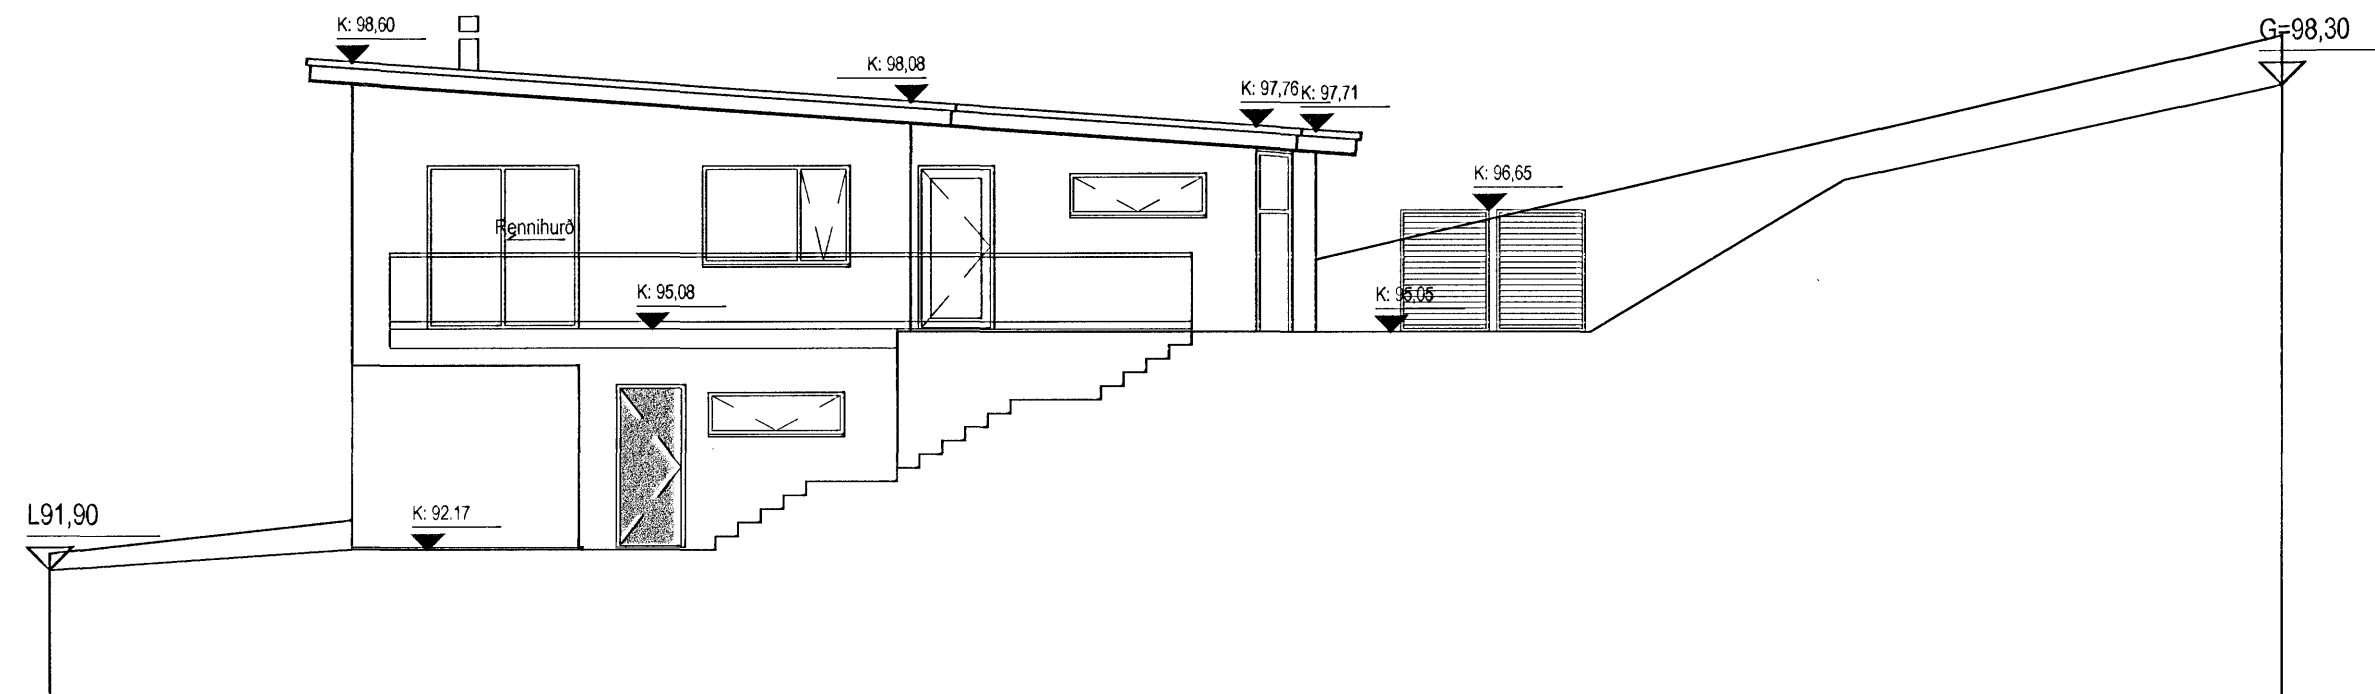 K: 98,60
G=98,30
K: 98,08
K: 97,76
K: 97,71
K: 96,65
Rennihurð
K: 95,08
K: 95,05
L91,90
K: 92.17